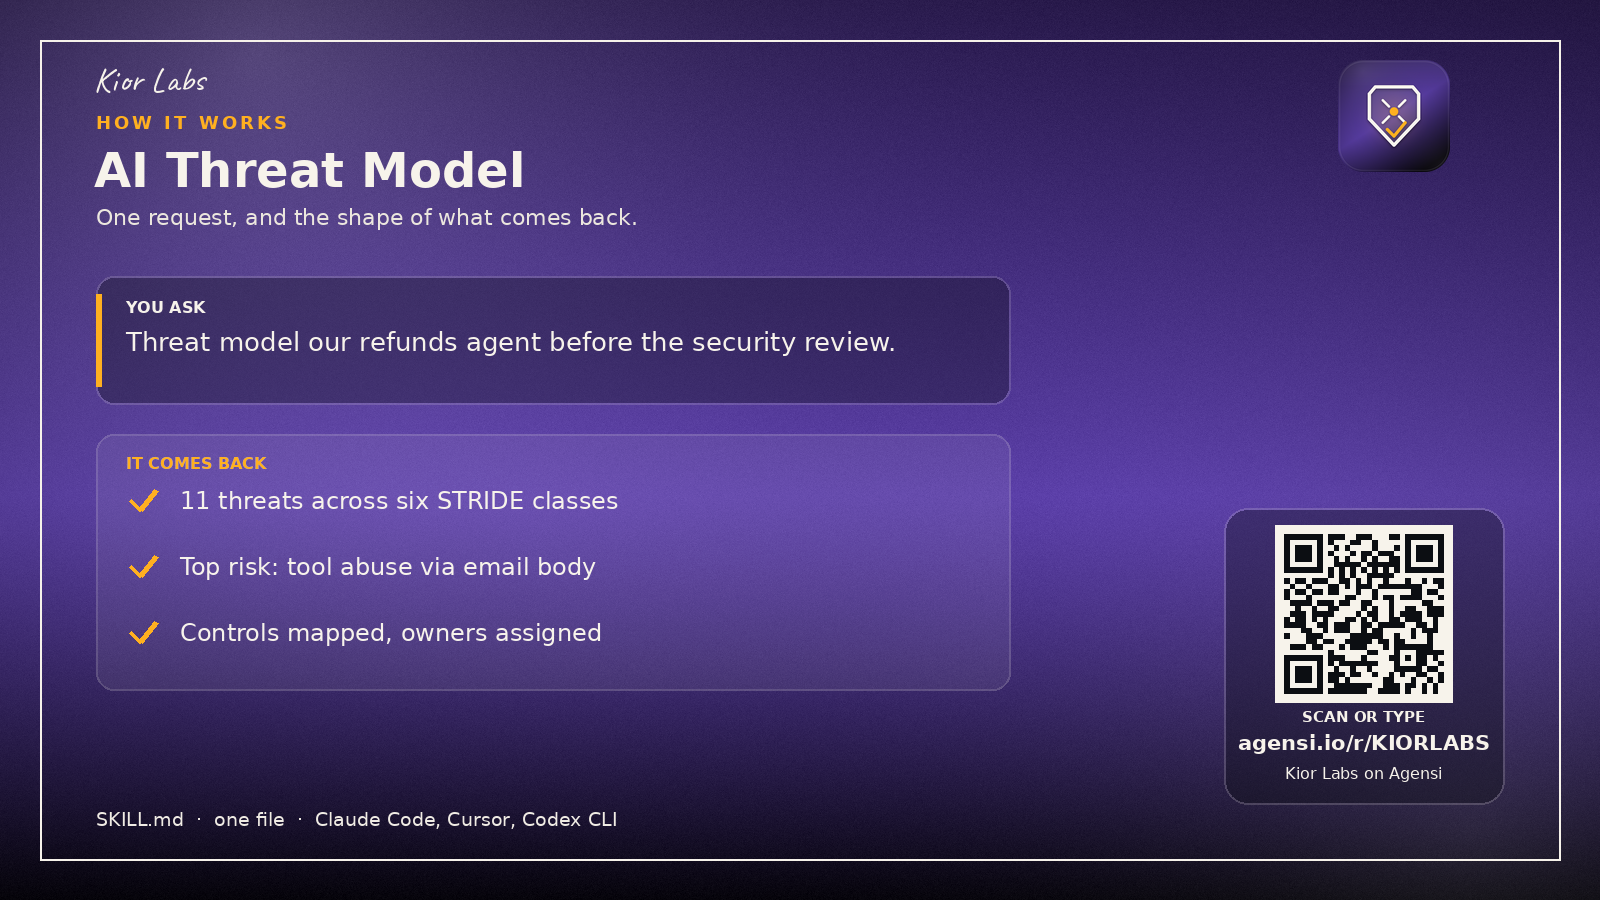 Kior Labs
HOW IT WORKS
AI Threat Model
One request, and the shape of what comes back.
YOU ASK
Threat model our refunds agent before the security review.
IT COMES BACK
11 threats across six STRIDE classes
Top risk: tool abuse via email body
Controls mapped, owners assigned
SCAN OR TYPE
agensi.io/r/KIORLABS
Kior Labs on Agensi
SKILL.md · one file · Claude Code, Cursor, Codex CLI